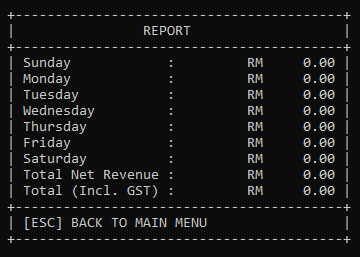 REPORT
Sunday : RM 0.00
Monday : RM 0.00
Tuesday : RM 0.00
Wednesday : RM 0.00
Thursday : RM 0.00
Friday : RM 0.00
Saturday : RM 0.00
Total Net Revenue : RM 0.00
Total (Incl. GST) : RM 0.00
[ESC] BACK TO MAIN MENU